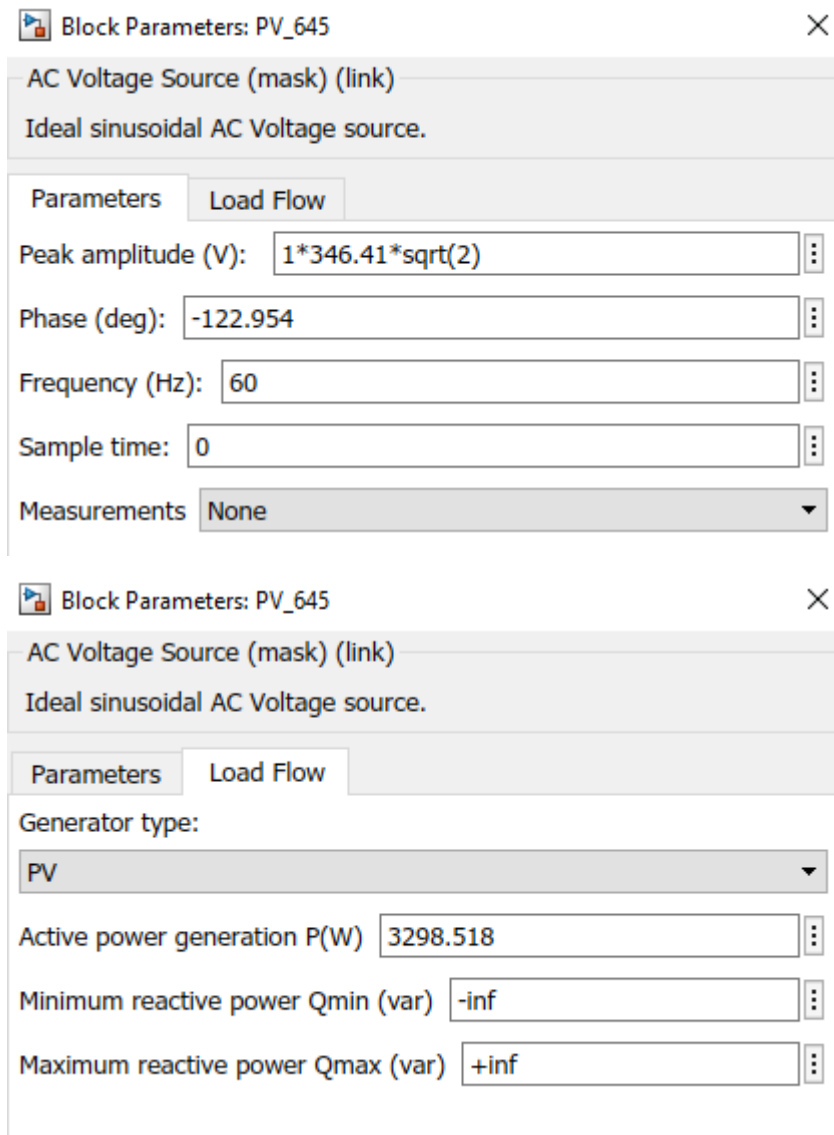 Block Parameters: PV_645
AC Voltage Source (mask) (link)
Ideal sinusoidal AC Voltage source.
Parameters Load Flow
Peak amplitude (V): 1*346.41*sqrt(2)
Phase (deg): -122.954
Frequency (Hz): 60
Sample time: 0
Measurements None
Block Parameters: PV_645
AC Voltage Source (mask) (link)
Ideal sinusoidal AC Voltage source.
Parameters Load Flow
Generator type:
PV
Active power generation P(W) 3298.518
Minimum reactive power Qmin (var) -inf
Maximum reactive power Qmax (var) +inf